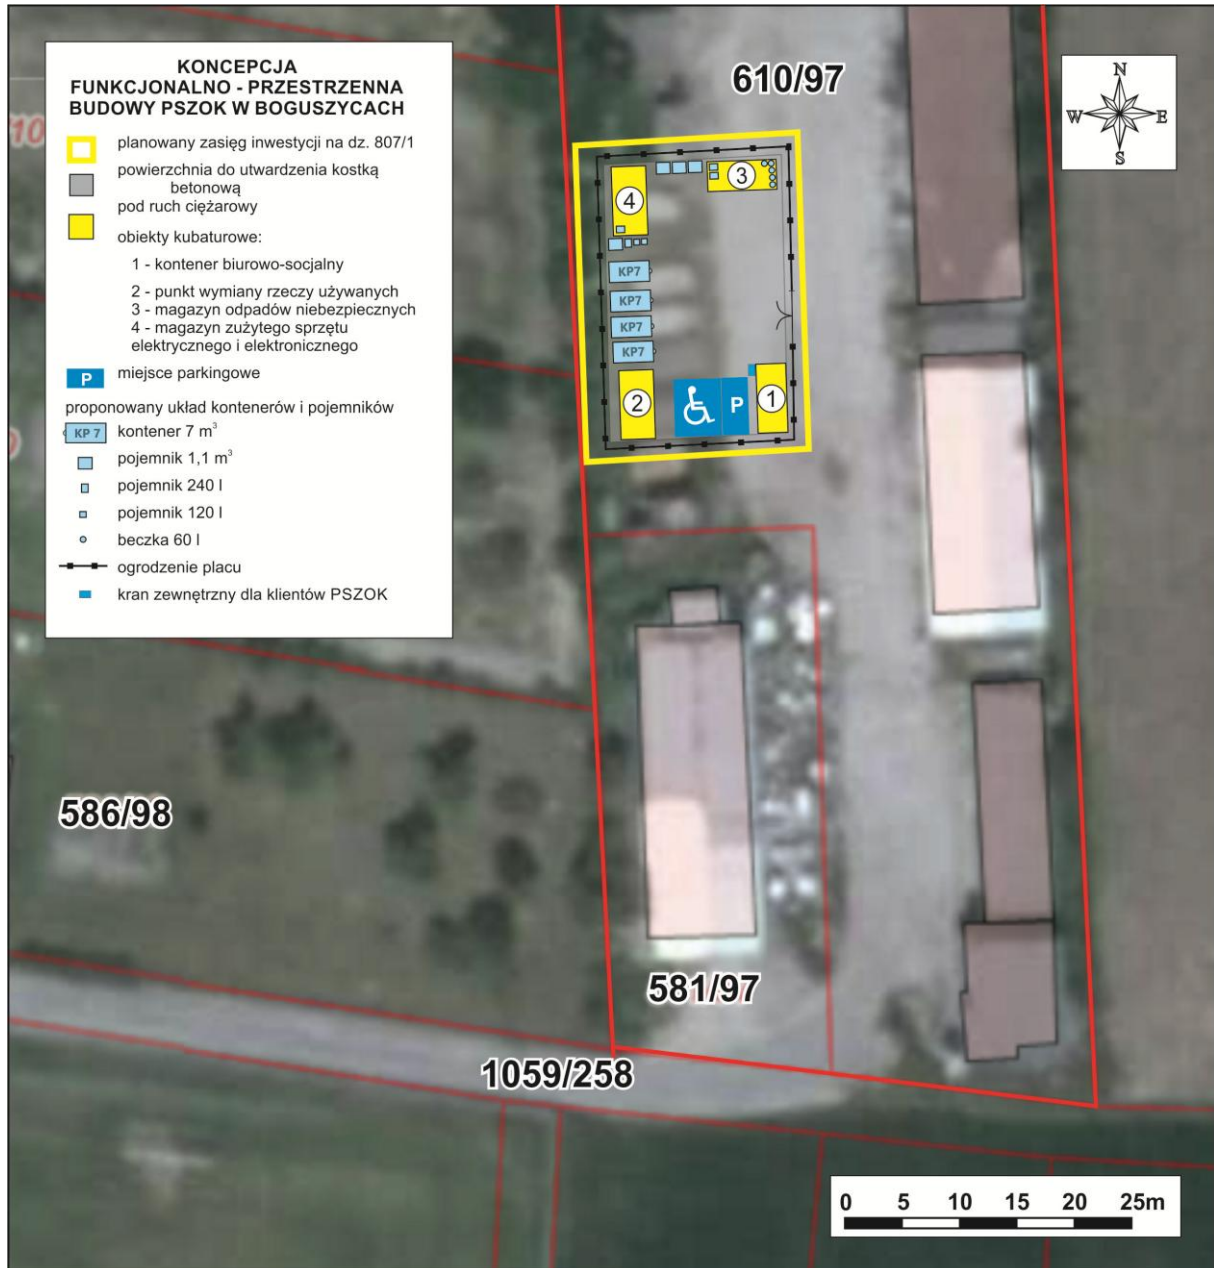 KONCEPCJA
FUNKCJONALNO - PRZESTRZENNA
BUDOWY PSZOK W BOGUSZYCACH
planowany zasięg inwestycji na dz. 807/1
powierzchnia do utwardzenia kostką
betonową
pod ruch ciężarowy
obiekty kubaturowe:
1 - kontener biurowo-socjalny
2 - punkt wymiany rzeczy używanych
3 - magazyn odpadów niebezpiecznych
4 - magazyn zużytego sprzętu
elektrycznego i elektronicznego
P miejsce parkingowe
proponowany układ kontenerów i pojemników
KP 7 kontener 7 m³
pojemnik 1,1 m³
pojemnik 240 l
pojemnik 120 l
beczka 60 l
ogrodzenie placu
kran zewnętrzny dla klientów PSZOK
610/97
N
W E
S
3
4
KP7
KP7
KP7
KP7
2
P
1
586/98
581/97
1059/258
0 5 10 15 20 25m